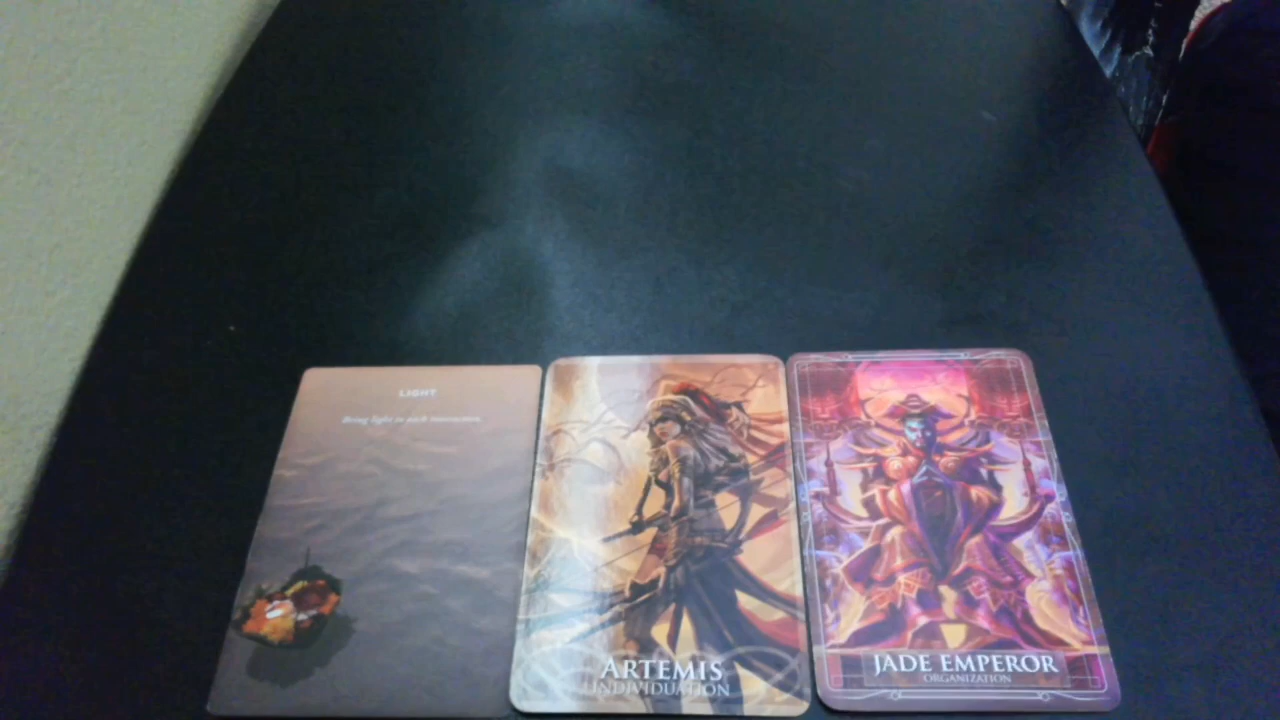 LIGHT
Bring light to each interaction.
ARTEMIS
INDIVIDUATION
JADE EMPEROR
ORGANIZATION